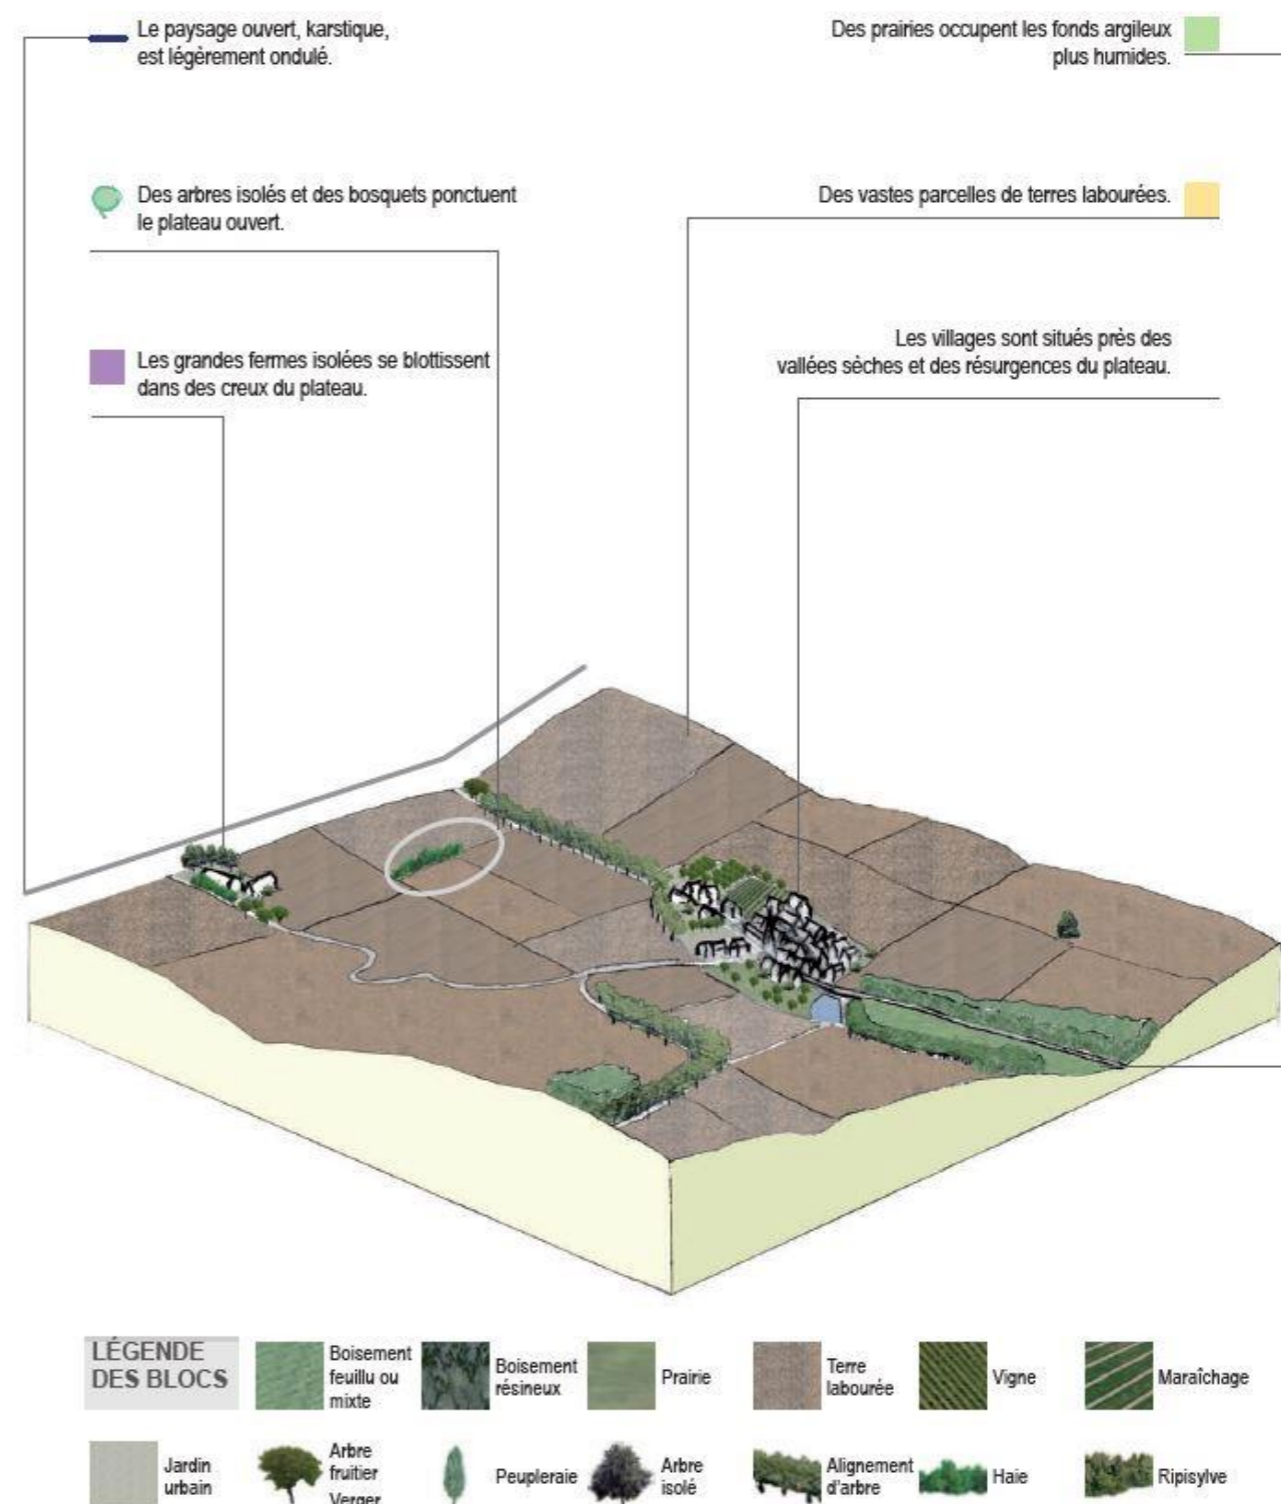 Le paysage ouvert, karstique,
est légèrement ondulé.
Des prairies occupent les fonds argileux
plus humides.
Des arbres isolés et des bosquets ponctuent
le plateau ouvert.
Des vastes parcelles de terres labourées.
Les grandes fermes isolées se blottissent
dans des creux du plateau.
Les villages sont situés près des
vallées sèches et des résurgences du plateau.
LÉGENDE
DES BLOCS
Boisement
feuillu ou
mixte
Boisement
résineux
Prairie
Terre
labourée
Vigne
Maraîchage
Jardin
urbain
Arbre
fruitier
Verger
Peupleraie
Arbre
isolé
Alignement
d'arbre
Haie
Ripisylve